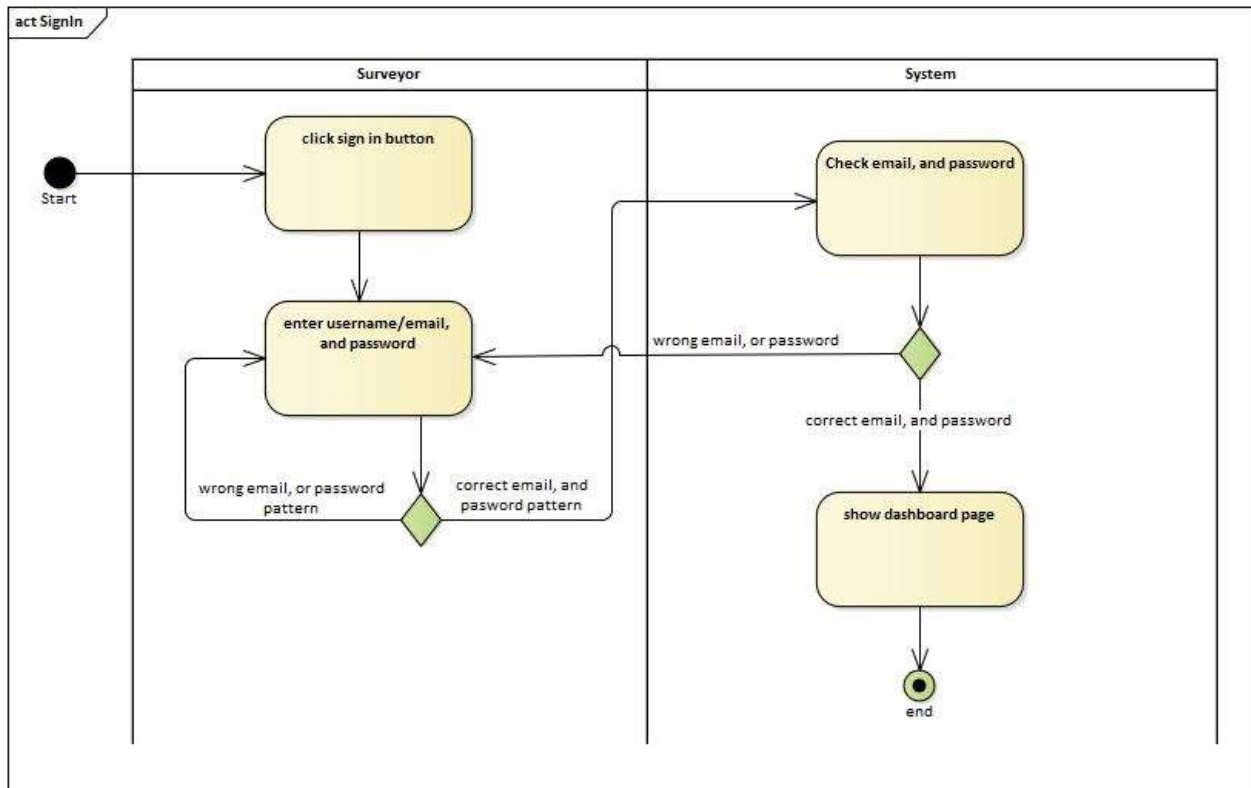 act SignIn
Surveyor
System
Start
click sign in button
Check email, and password
enter username/email,
and password
wrong email, or password
correct email, and password
wrong email, or password
pattern
correct email, and
pasword pattern
show dashboard page
end